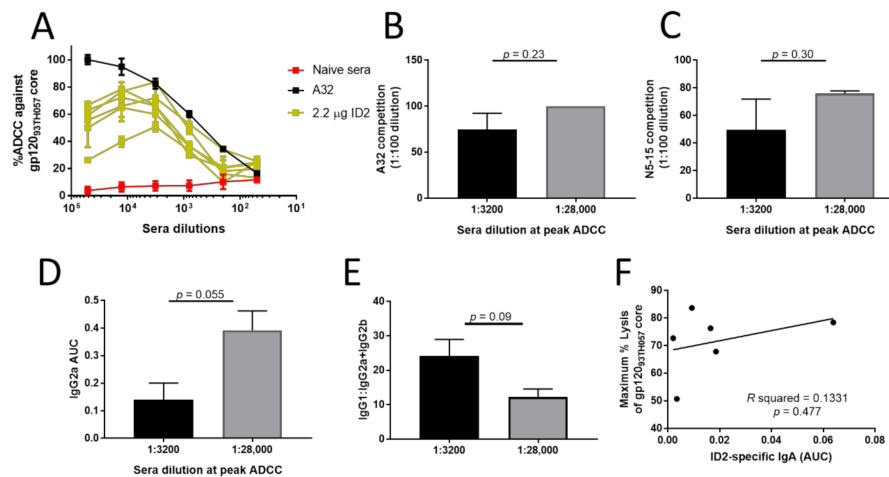 A
%ADCC against
gp12093TH057 core
100
80
60
40
20
0
10⁵
10⁴
10³
10²
10¹
Sera dilutions
Naive sera
A32
2.2 µg ID2
B
A32 competition
(1:100 dilution)
150
100
50
0
p = 0.23
1:3200
1:28,000
Sera dilution at peak ADCC
C
N5-15 competition
(1:100 dilution)
100
80
60
40
20
0
p = 0.30
1:3200
1:28,000
Sera dilution at peak ADCC
D
IgG2a AUC
0.5
0.4
0.3
0.2
0.1
0.0
p = 0.055
1:3200
1:28,000
Sera dilution at peak ADCC
E
IgG1:IgG2a+IgG2b
40
30
20
10
0
p = 0.09
1:3200
1:28,000
Sera dilution at peak ADCC
F
Maximum % Lysis
of gp12093TH057 core
90
80
70
60
50
40
R squared = 0.1331
p = 0.477
0.00
0.02
0.04
0.06
0.08
ID2-specific IgA (AUC)